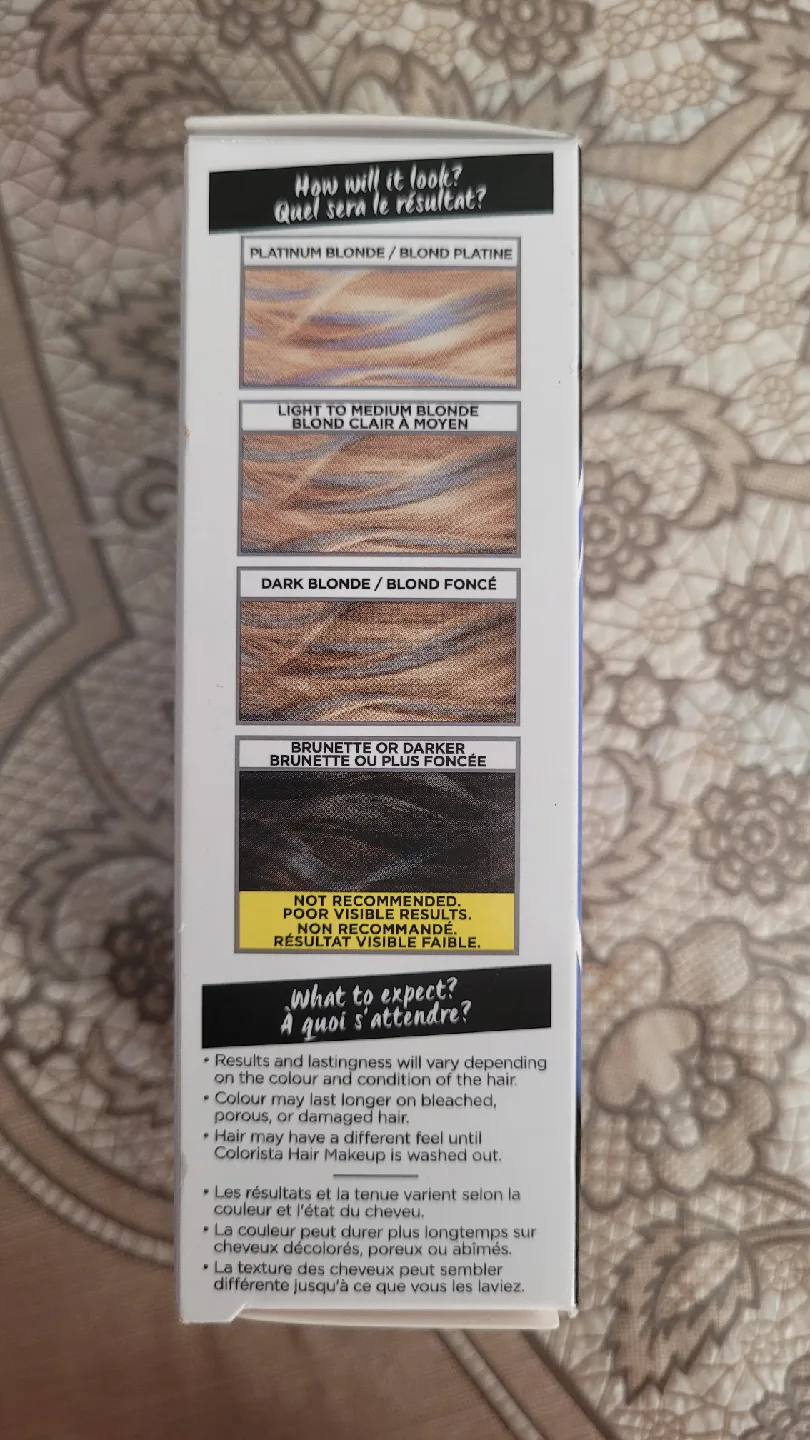 How will it look?
Quel sera le résultat?
PLATINUM BLONDE / BLOND PLATINE
LIGHT TO MEDIUM BLONDE
BLOND CLAIR À MOYEN
DARK BLONDE / BLOND FONCÉ
BRUNETTE OR DARKER
BRUNETTE OU PLUS FONCÉE
NOT RECOMMENDED.
POOR VISIBLE RESULTS.
NON RECOMMANDÉ.
RÉSULTAT VISIBLE FAIBLE.
What to expect?
À quoi s'attendre?
• Results and lastingness will vary depending
on the colour and condition of the hair.
• Colour may last longer on bleached,
porous, or damaged hair.
• Hair may have a different feel until
Colorista Hair Makeup is washed out.
• Les résultats et la tenue varient selon la
couleur et l'état du cheveu.
• La couleur peut durer plus longtemps sur
cheveux décolorés, poreux ou abîmés.
• La texture des cheveux peut sembler
différente jusqu'à ce que vous les laviez.